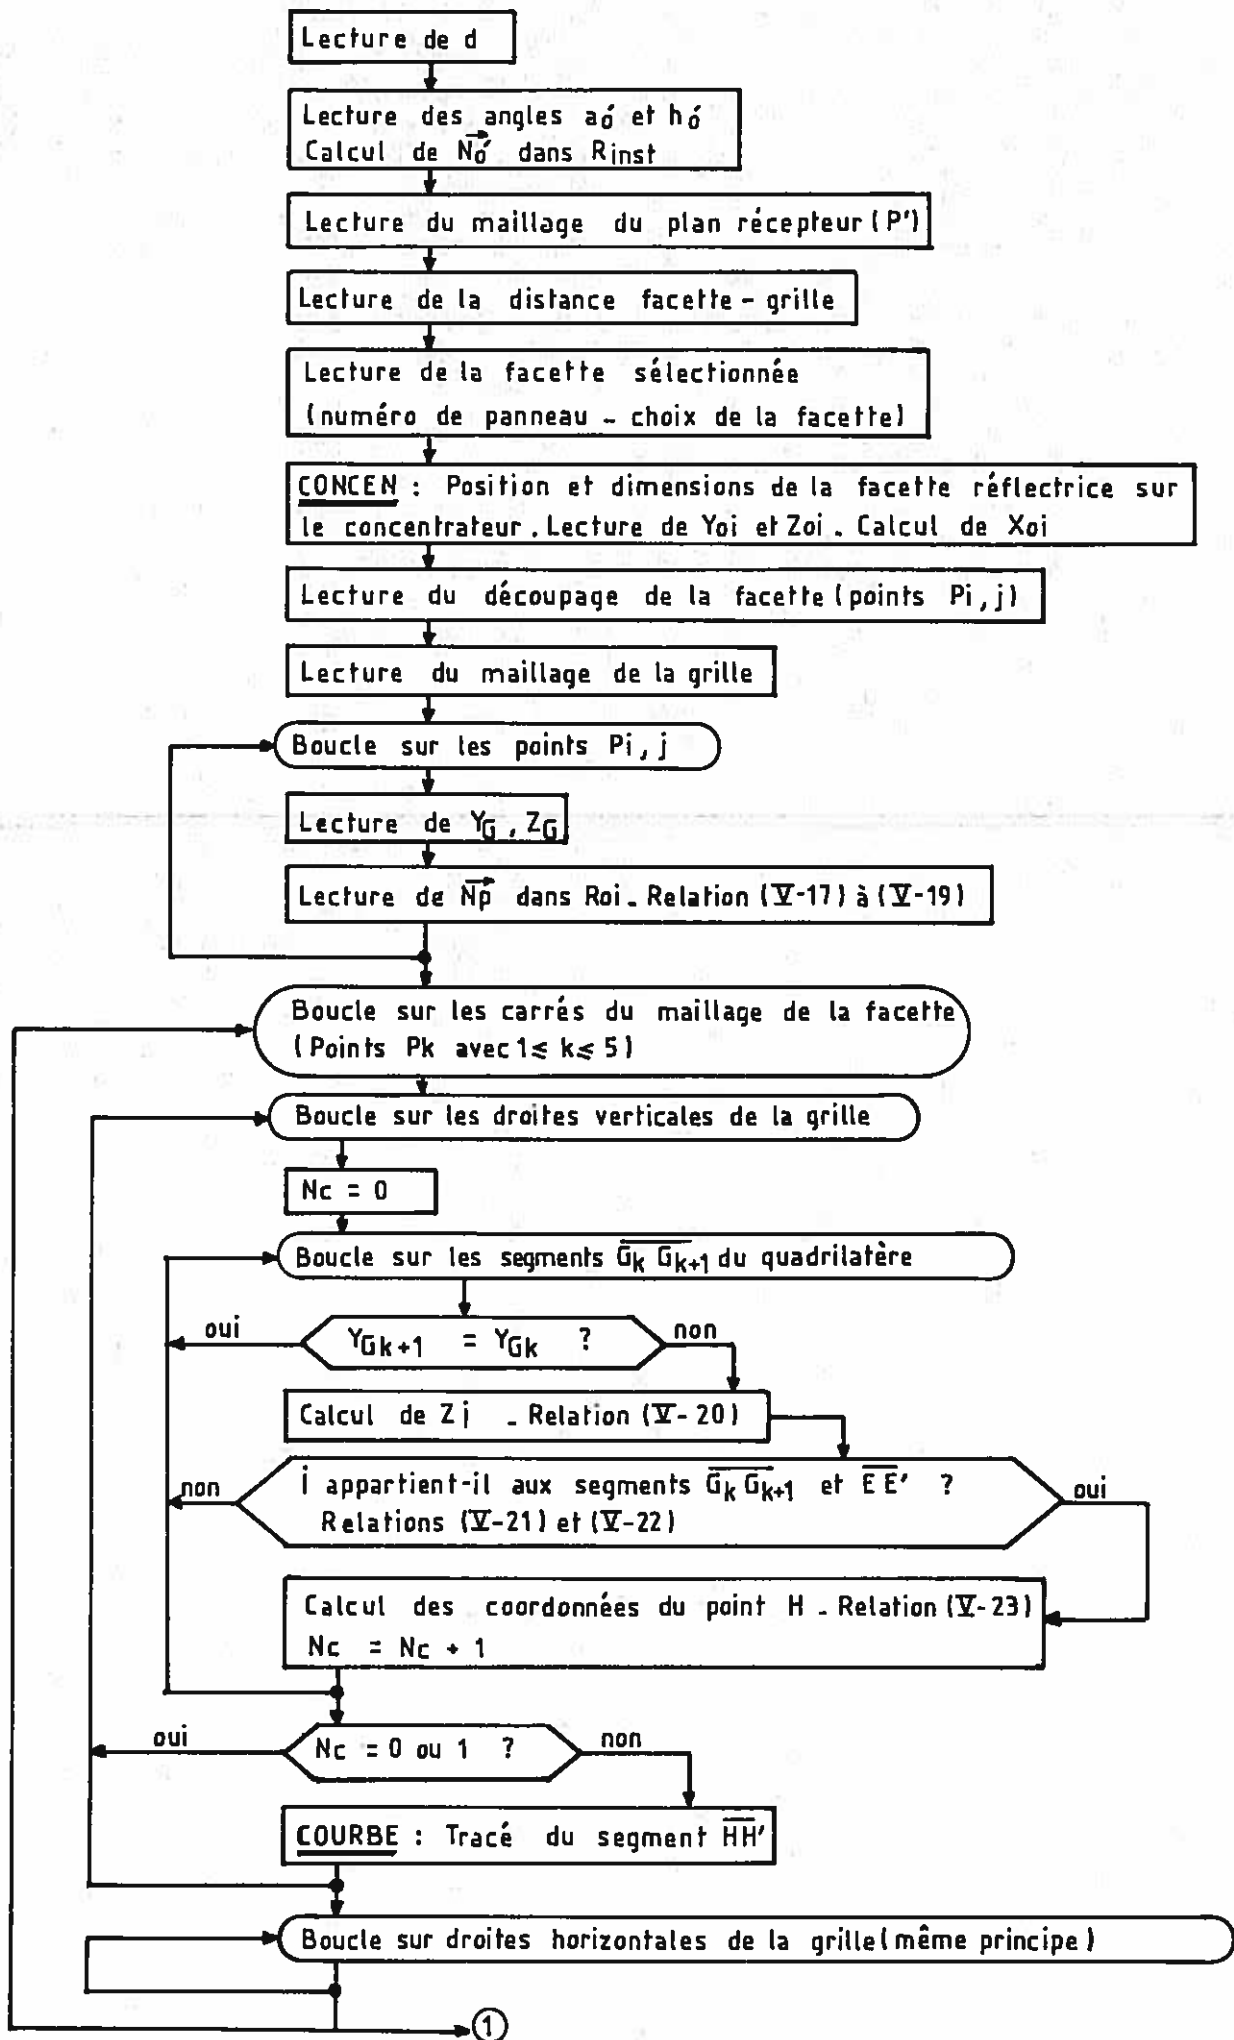 Lecture de d
Lecture des angles aó et hó
Calcul de Nó dans Rinst
Lecture du maillage du plan récepteur (P')
Lecture de la distance facette - grille
Lecture de la facette sélectionnée
(numéro de panneau - choix de la facette)
CONCEN : Position et dimensions de la facette réflectrice sur
le concentrateur. Lecture de Yoi et Zoi. Calcul de Xoi
Lecture du découpage de la facette (points Pi, j)
Lecture du maillage de la grille
Boucle sur les points Pi, j
Lecture de YG, ZG
Lecture de Np dans Roi. Relation (V-17) à (V-19)
Boucle sur les carrés du maillage de la facette
(Points Pk avec 1 ≤ k ≤ 5)
Boucle sur les droites verticales de la grille
Nc = 0
Boucle sur les segments Gk Gk+1 du quadrilatère
oui YGk+1 = YGk ? non
Calcul de Zj - Relation (V-20)
non i appartient-il aux segments Gk Gk+1 et EE' ? oui
Relations (V-21) et (V-22)
Calcul des coordonnées du point H - Relation (V-23)
Nc = Nc + 1
oui Nc = 0 ou 1 ? non
COURBE : Tracé du segment HH'
Boucle sur droites horizontales de la grille (même principe)
1